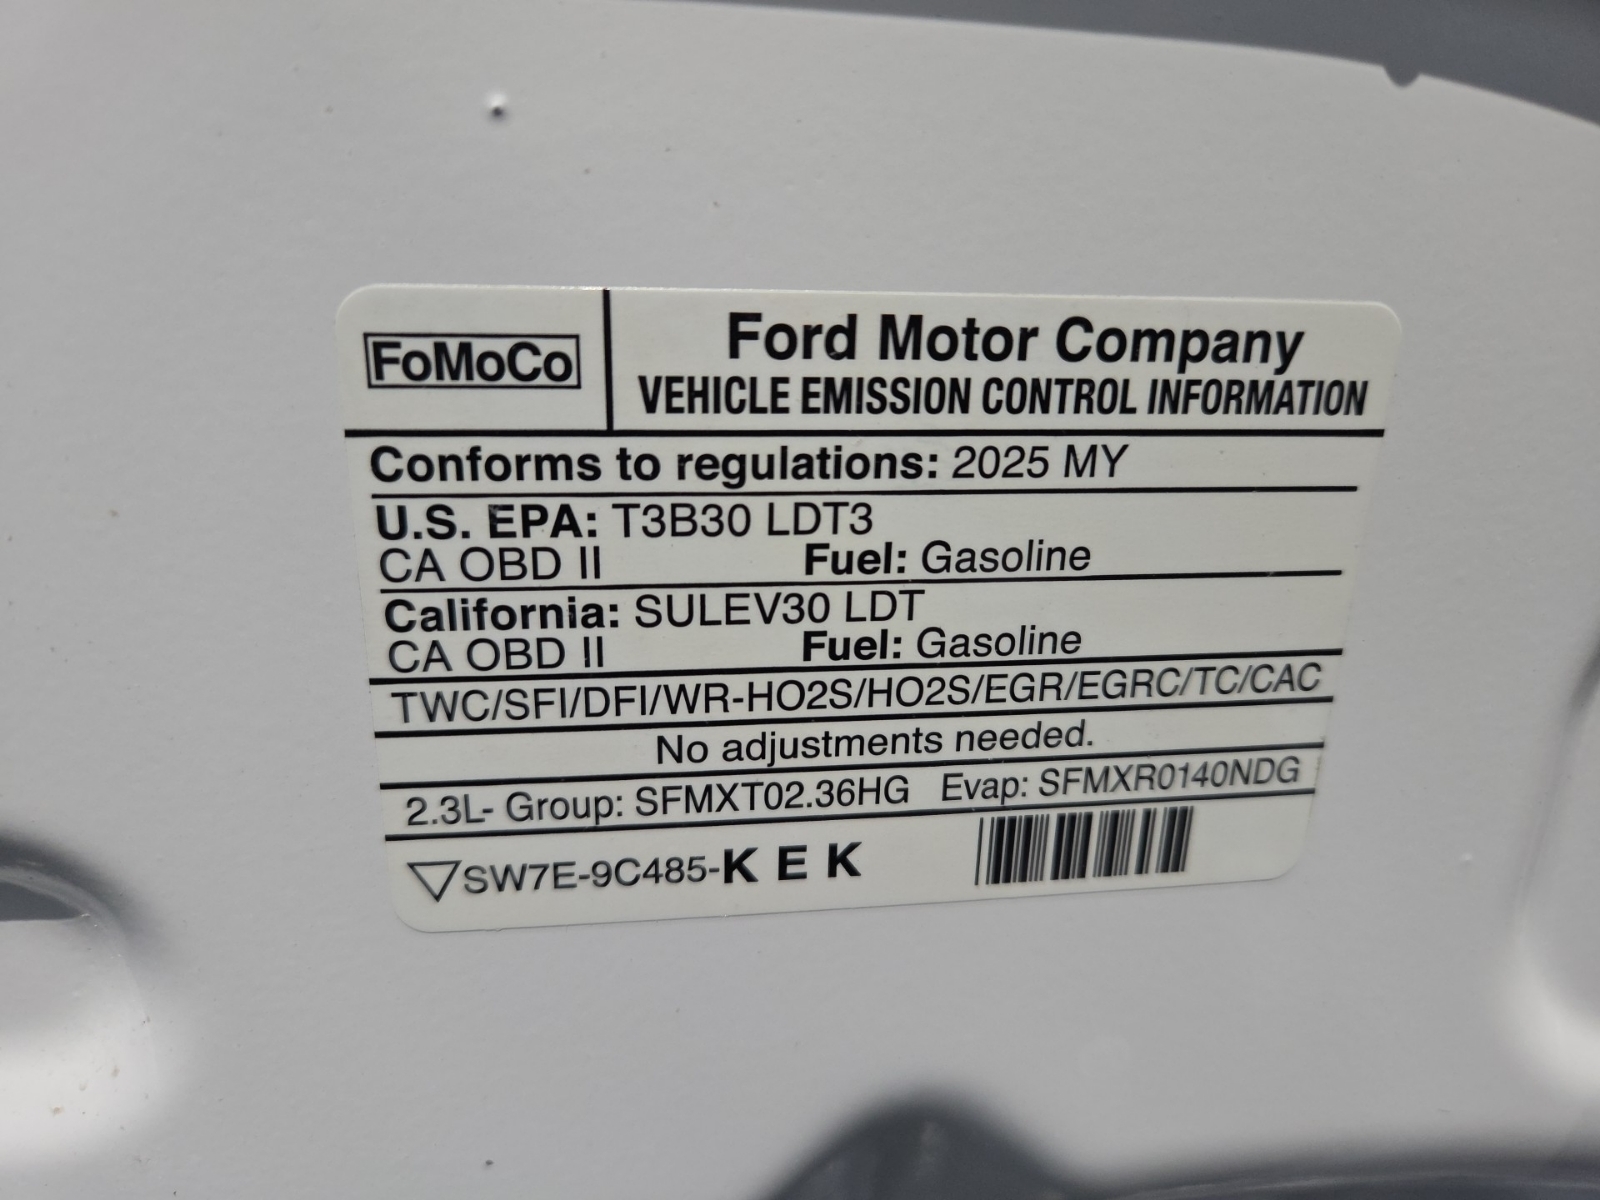 FoMoCo
Ford Motor Company
VEHICLE EMISSION CONTROL INFORMATION
Conforms to regulations: 2025 MY
U.S. EPA: T3B30 LDT3
CA OBD II Fuel: Gasoline
California: SULEV30 LDT
CA OBD II Fuel: Gasoline
TWC/SFI/DFI/WR-HO2S/HO2S/EGR/EGRC/TC/CAC
No adjustments needed.
2.3L- Group: SFMXT02.36HG Evap: SFMXR0140NDG
SW7E-9C485-K E K